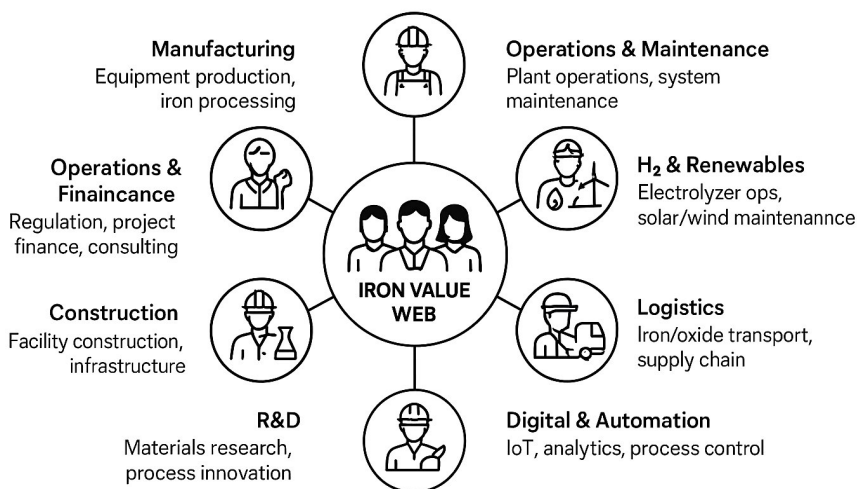 Manufacturing
Equipment production,
iron processing
Operations & Maintenance
Plant operations, system
maintenance
Operations &
Finaincance
Regulation, project
finance, consulting
H₂ & Renewables
Electrolyzer ops,
solar/wind maintenannce
IRON VALUE
WEB
Construction
Facility construction,
infrastructure
Logistics
Iron/oxide transport,
supply chain
R&D
Materials research,
process innovation
Digital & Automation
IoT, analytics, process control